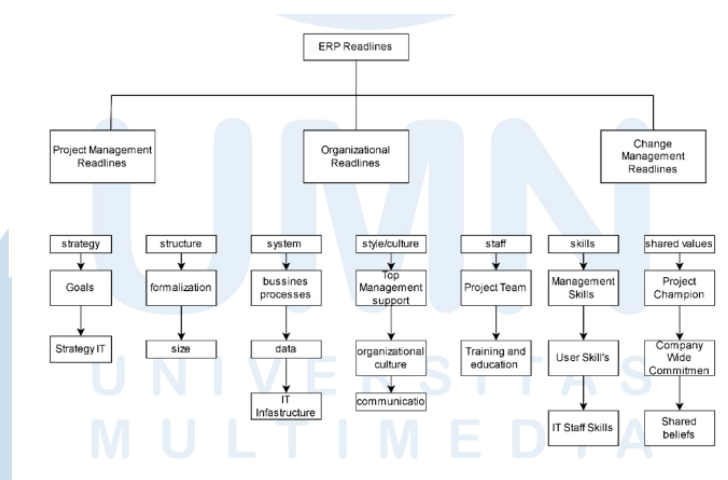 ERP Readlines
Project Management
Readlines
Organizational
Readlines
Change
Management
Readlines
strategy
structure
system
style/culture
staff
skills
shared values
Goals
formalization
bussines
processes
Top
Management
support
Project Team
Management
Skills
Project
Champion
Strategy IT
size
data
organizational
culture
Training and
education
User Skill's
Company
Wide
Commitmen
IT
Infastructure
communicatio
IT Staff Skills
Shared
beliefs
UMN
UNIVERSITAS
MULTIMEDIA